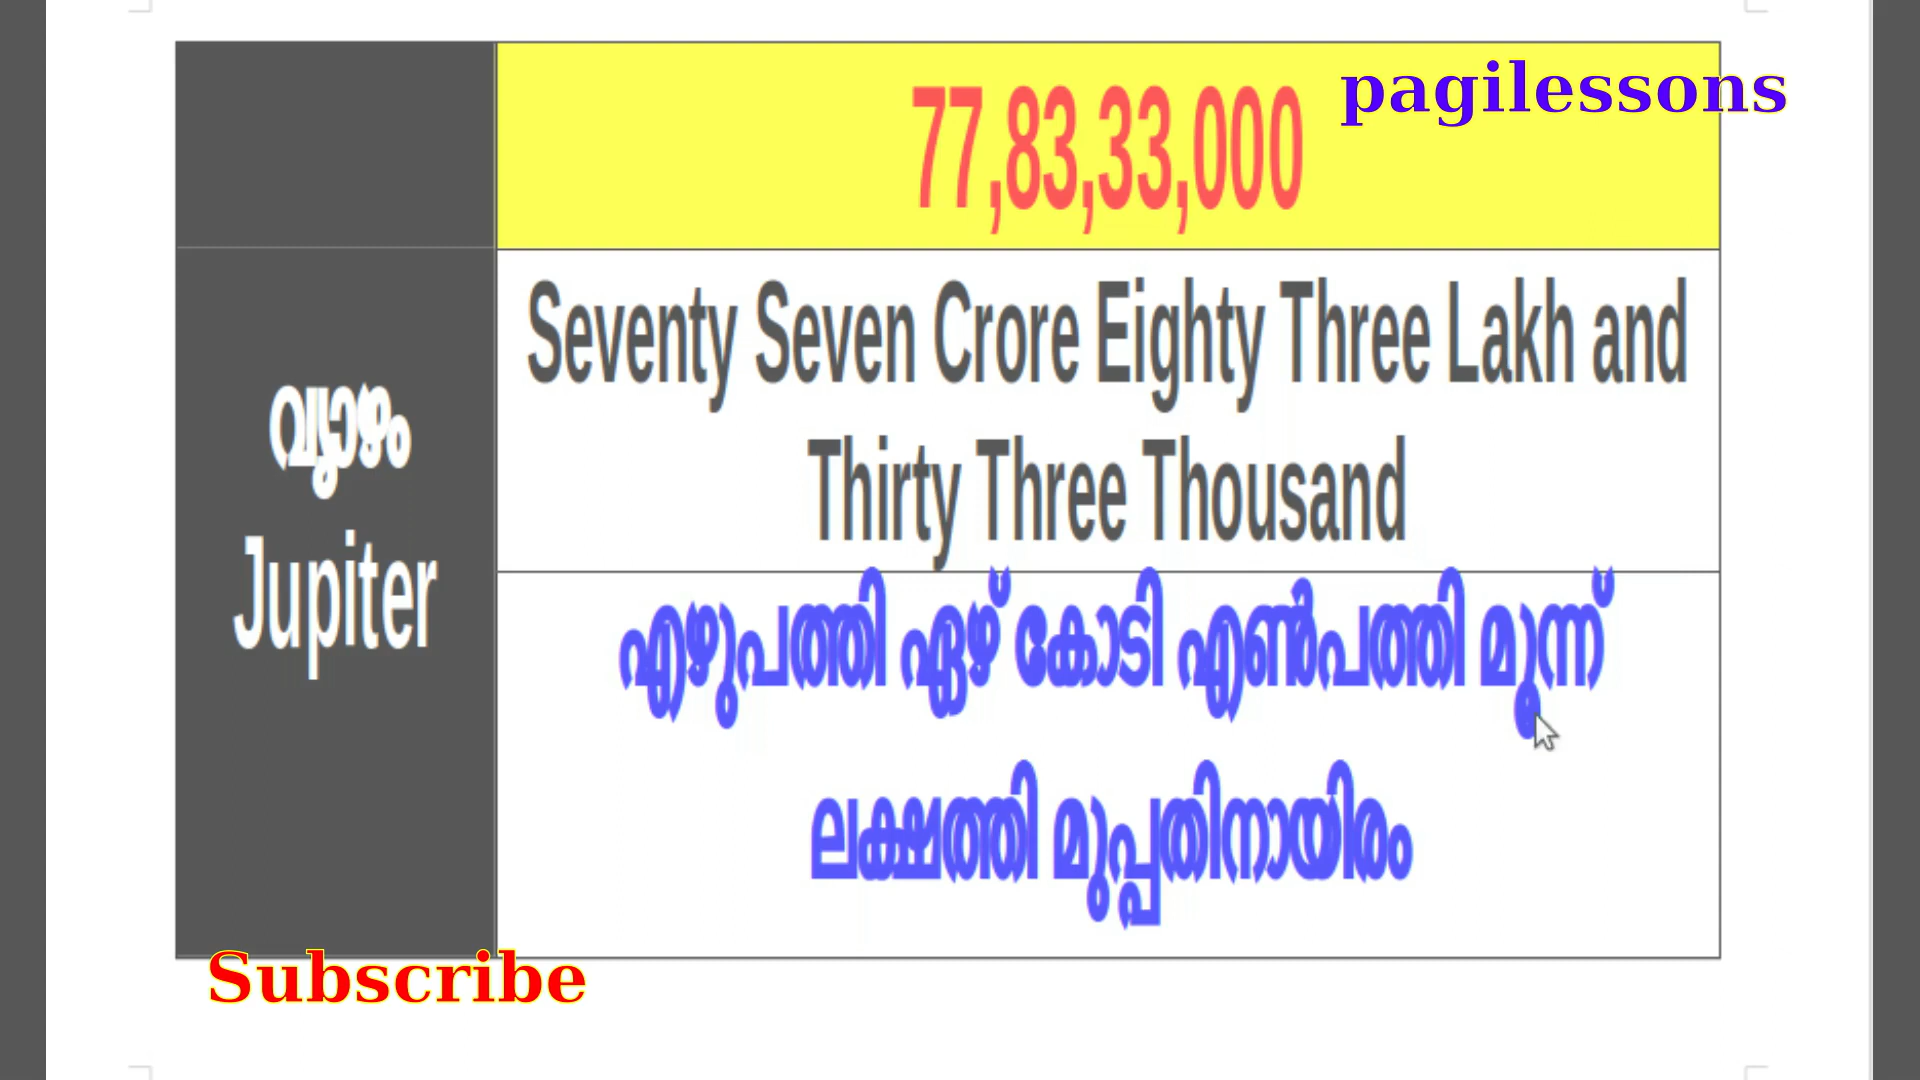 77,83,33,000
pagilessons
Seventy Seven Crore Eighty Three Lakh and
Thirty Three Thousand
വ്യാഴം
Jupiter
എഴുപത്തി ഏഴ് കോടി എൺപത്തി മൂന്ന്
ലക്ഷത്തി മുപ്പതിനായിരം
Subscribe